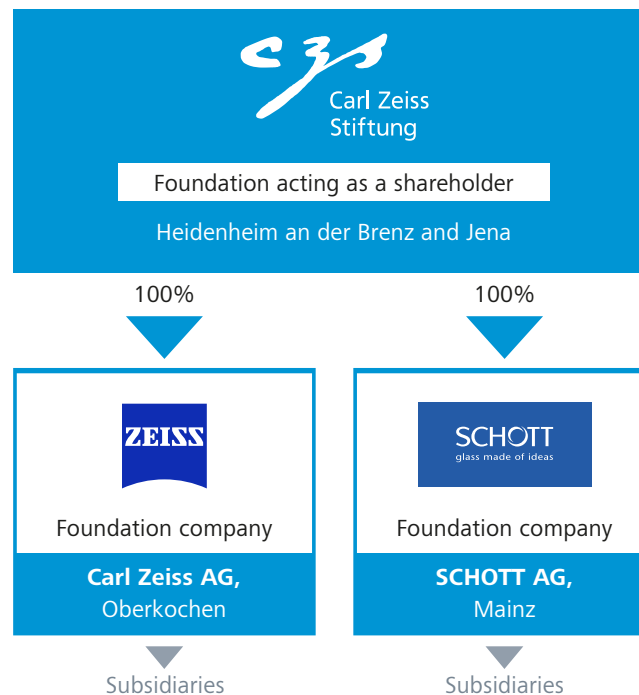 czs
Carl Zeiss
Stiftung
Foundation acting as a shareholder
Heidenheim an der Brenz and Jena
100%
100%
ZEISS
SCHOTT
glass made of ideas
Foundation company
Foundation company
Carl Zeiss AG,
Oberkochen
SCHOTT AG,
Mainz
Subsidiaries
Subsidiaries